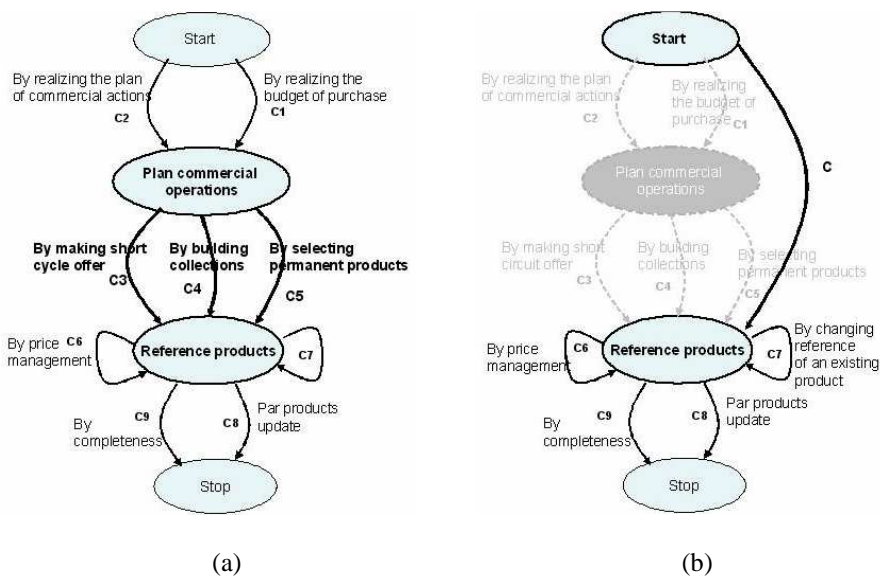 Start
By realizing the plan
of commercial actions
C2
By realizing the
budget of purchase
C1
Plan commercial
operations
By making short
cycle offer
C3
By building
collections
C4
By selecting
permanent products
C5
Reference products
By price
management
C6
C7
C9
By
completeness
C8
Par products
update
Stop
(a)
Start
By realizing the plan
of commercial actions
C2
By realizing
the budget of
purchase
C1
C
Plan commercial
operations
By making short
circuit offer
C3
By building
collections
C4
By selecting
permanent products
C5
Reference products
By price
management
C6
C7
By changing
reference
of an existing
product
C9
By
completeness
C8
Par products
update
Stop
(b)